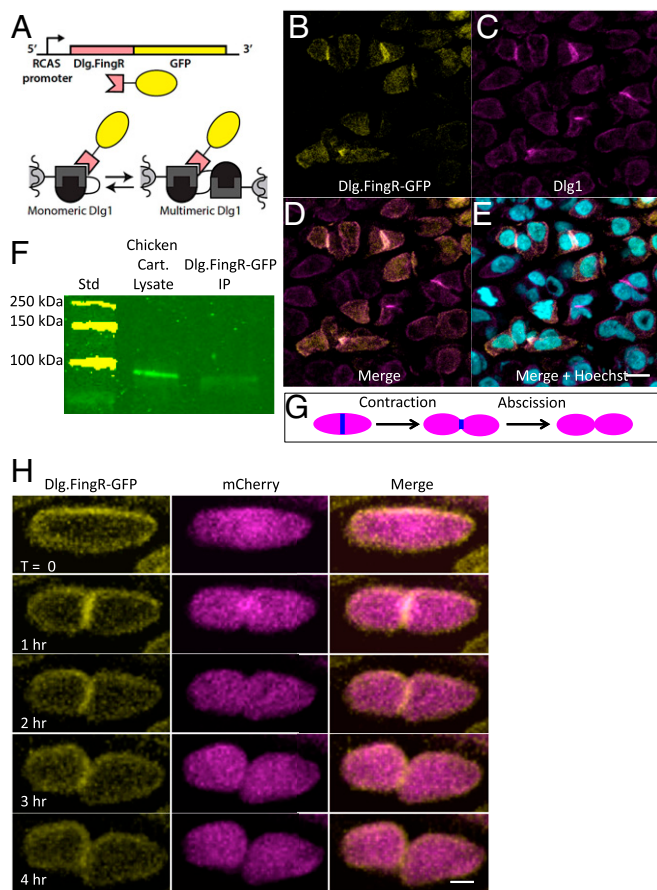 A
5′ 3′
RCAS
promoter
Dlg.FingR GFP
Monomeric Dlg1 Multimeric Dlg1
B
Dlg.FingR-GFP
C
Dlg1
D
Merge
E
Merge + Hoechst
F
Std
Chicken
Cart.
Lysate
Dlg.FingR-GFP
IP
250 kDa
150 kDa
100 kDa
G
Contraction Abscission
H
Dlg.FingR-GFP mCherry Merge
T = 0
1 hr
2 hr
3 hr
4 hr